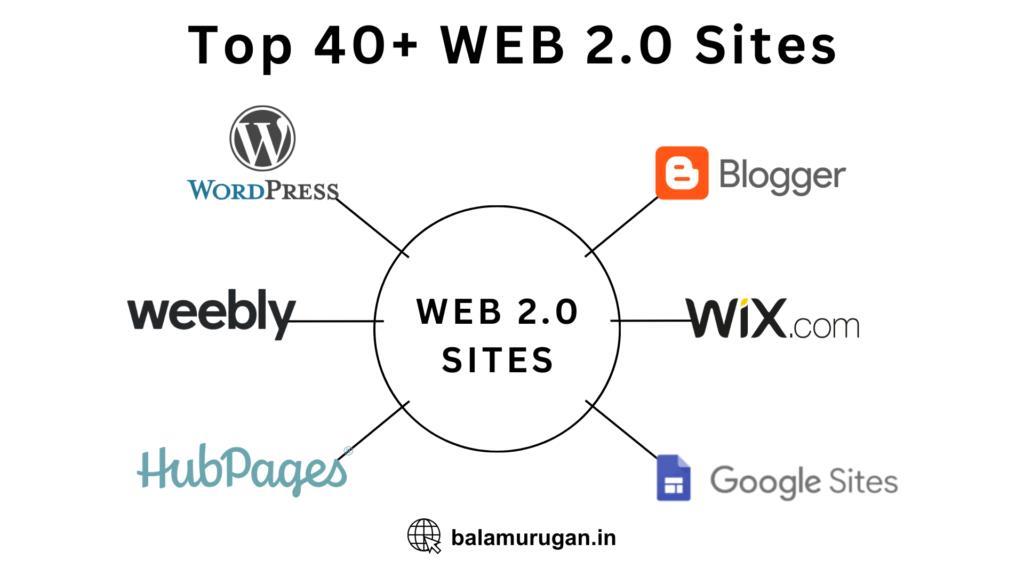 Top 40+ WEB 2.0 Sites
WORDPRESS
Blogger
weebly
WEB 2.0
SITES
WiX.com
HubPages
Google Sites
balamurugan.in